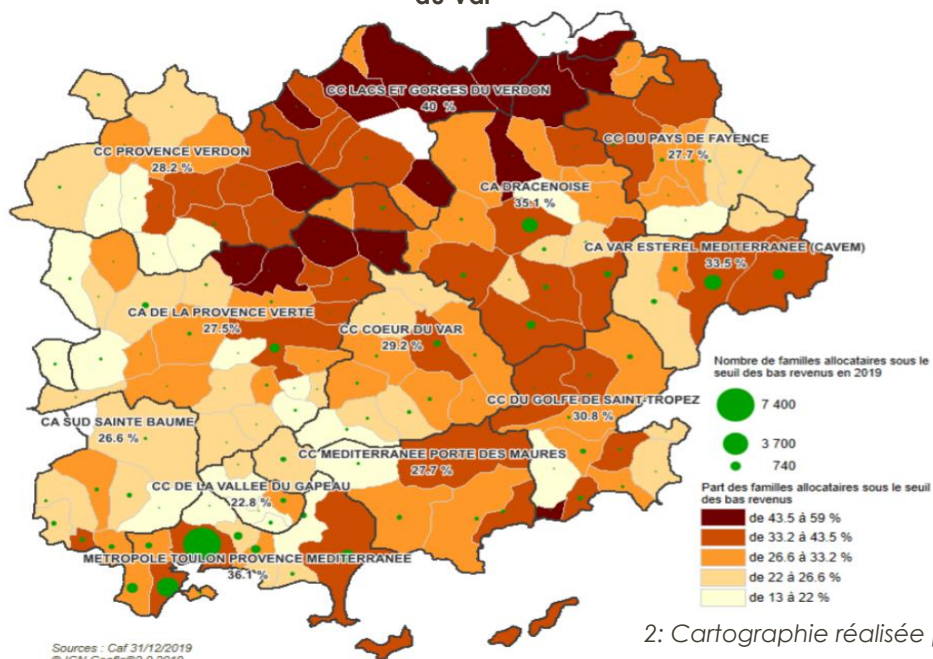 du Var
CC LACS ET GORGES DU VERDON
40 %
CC DU PAYS DE FAYENCE
27.7 %
CC PROVENCE VERDON
28.2 %
CA DRACENOISE
35.1 %
CA VAR ESTEREL MEDITERRANEE (CAVEM)
33.5 %
CA DE LA PROVENCE VERTE
27.5%
CC COEUR DU VAR
29.2 %
Nombre de familles allocataires sous le
seuil des bas revenus en 2019
7 400
3 700
740
CC DU GOLFE DE SAINT-TROPEZ
30.8 %
CA SUD SAINTE BAUME
26.6 %
CC MEDITERRANEE PORTE DES MAURES
27.7 %
CC DE LA VALLEE DU GAPEAU
22.8 %
Part des familles allocataires sous le seuil
des bas revenus
de 43.5 à 59 %
de 33.2 à 43.5 %
de 26.6 à 33.2 %
de 22 à 26.6 %
de 13 à 22 %
METROPOLE TOULON PROVENCE MEDITERRANEE
36.1 %
2: Cartographie réalisée
Sources : Caf 31/12/2019